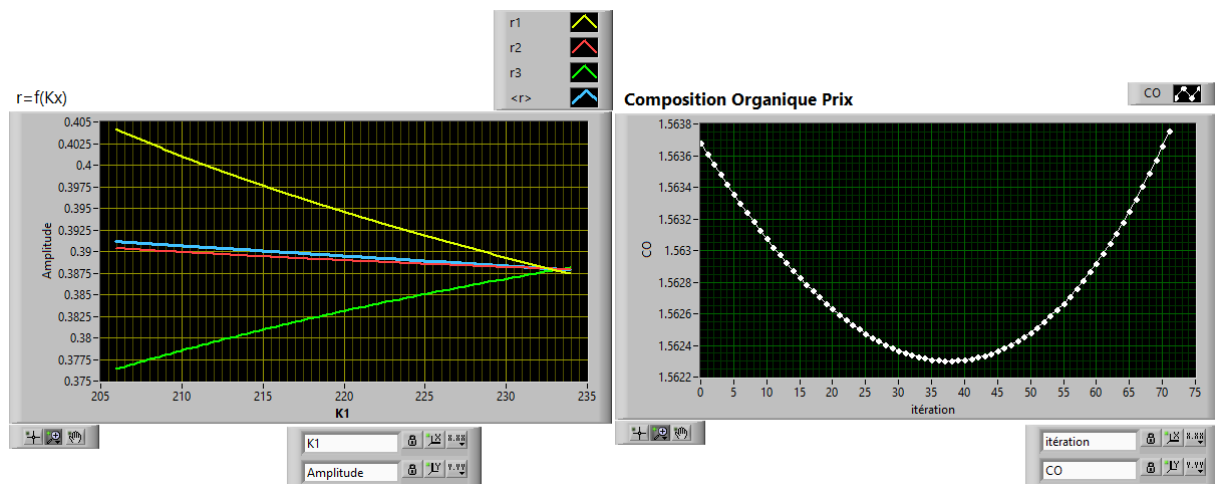 r1
r2
r3
<r>
r=f(Kx)
Amplitude
0.405
0.4025
0.4
0.3975
0.395
0.3925
0.39
0.3875
0.385
0.3825
0.38
0.3775
0.375
205 210 215 220 225 230 235
K1
K1
Amplitude
X.XX
Y.YY
Composition Organique Prix
CO
CO
1.5638
1.5636
1.5634
1.5632
1.563
1.5628
1.5626
1.5624
1.5622
0 5 10 15 20 25 30 35 40 45 50 55 60 65 70 75
itération
itération
CO
X.XX
Y.YY